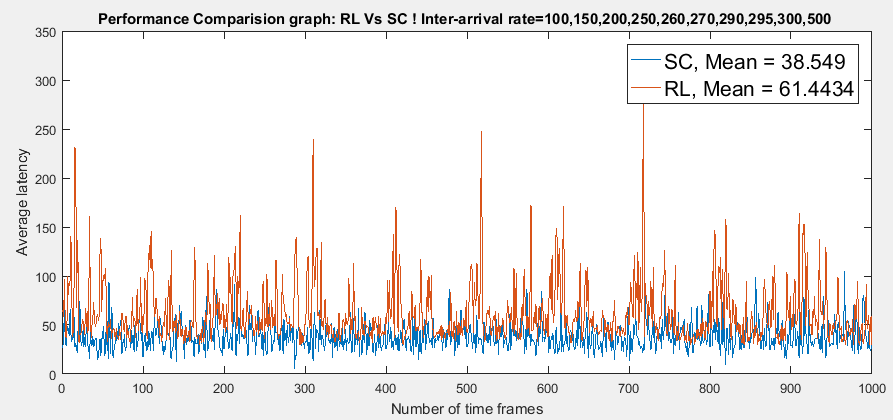 Performance Comparision graph: RL Vs SC ! Inter-arrival rate=100,150,200,250,260,270,290,295,300,500
350
300
250
200
150
100
50
0
Average latency
SC, Mean = 38.549
RL, Mean = 61.4434
0 100 200 300 400 500 600 700 800 900 1000
Number of time frames